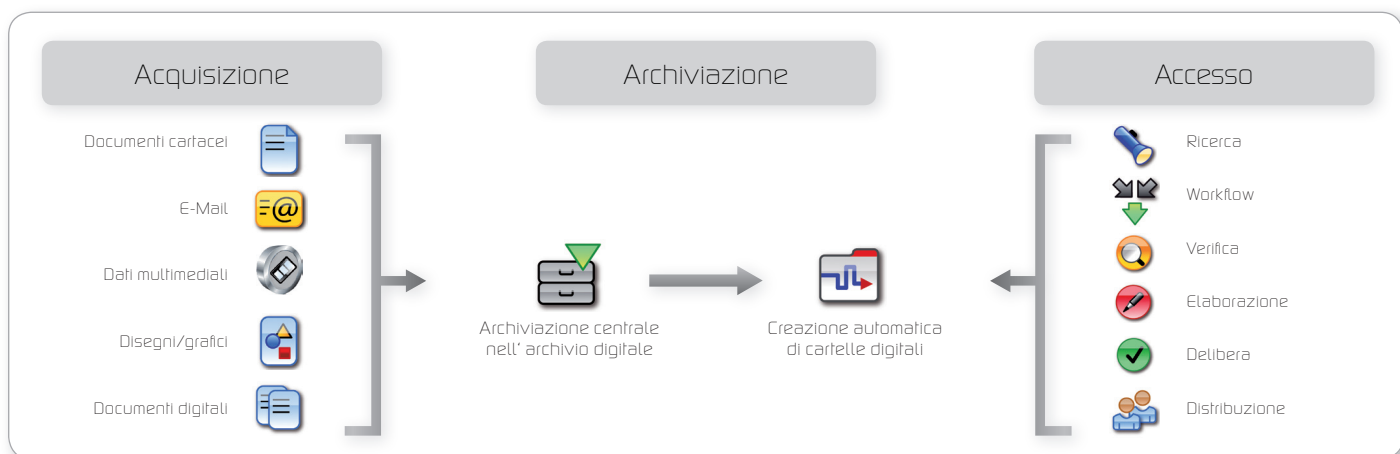 Acquisizione
Documenti cartacei
E-Mail
Dati multimediali
Disegni/grafici
Documenti digitali
Archiviazione
Archiviazione centrale
nell' archivio digitale
Creazione automatica
di cartelle digitali
Accesso
Ricerca
Workflow
Verifica
Elaborazione
Delibera
Distribuzione